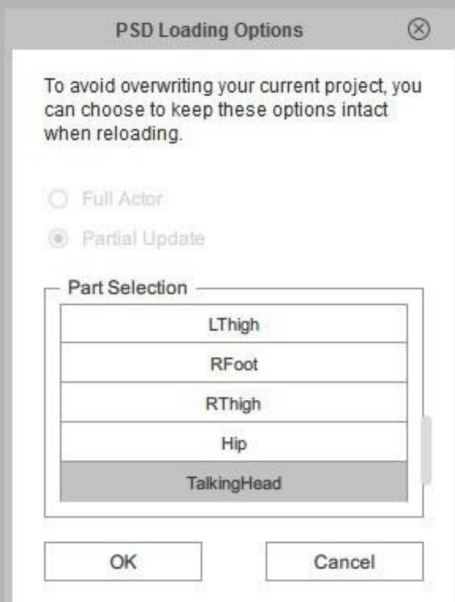 PSD Loading Options
To avoid overwriting your current project, you
can choose to keep these options intact
when reloading.
Full Actor
Partial Update
Part Selection
LThigh
RFoot
RThigh
Hip
TalkingHead
OK
Cancel